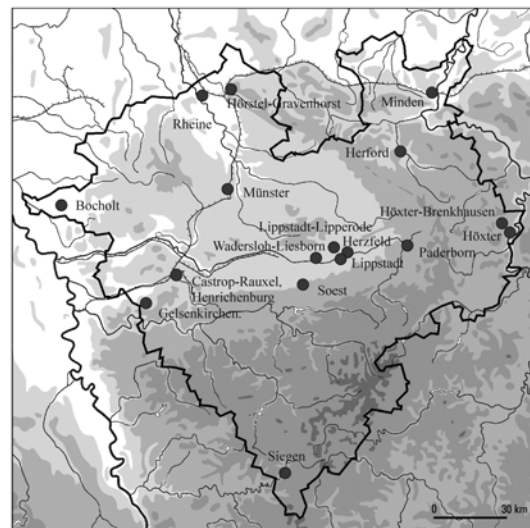 Hörstel-Gravenhorst
Minden
Rheine
Herford
Münster
Bocholt
Höxter-Brenkhausen
Lippstadt-Lipperode
Höxter
Wadersloh-Liesborn
Herzfeld
Paderborn
Lippstadt
Castrop-Rauxel,
Henrichenburg
Soest
Gelsenkirchen.
Siegen
0 30 km